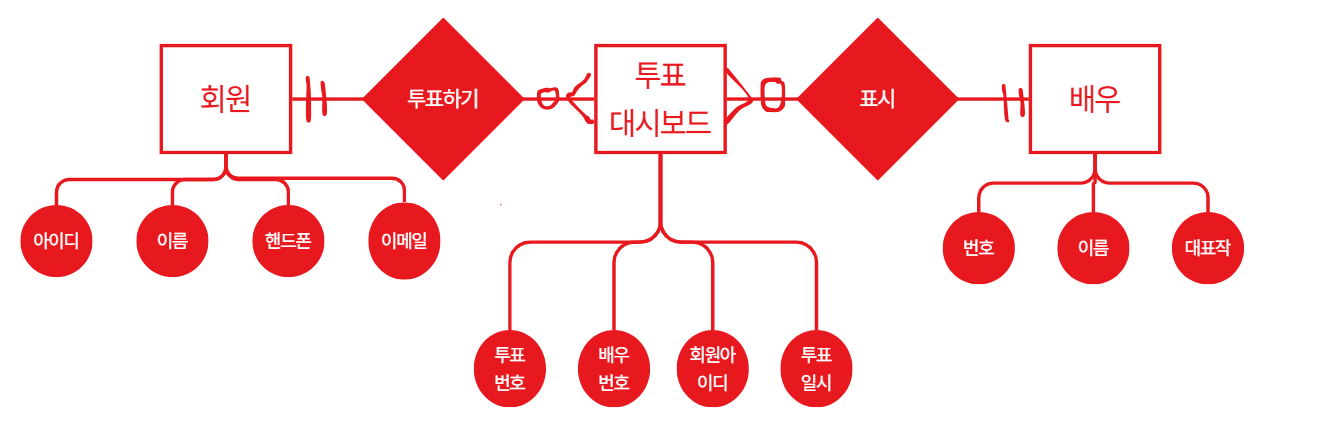 회원
투표하기
투표
대시보드
표시
배우
아이디
이름
핸드폰
이메일
번호
이름
대표작
투표
번호
배우
번호
회원아
이디
투표
일시